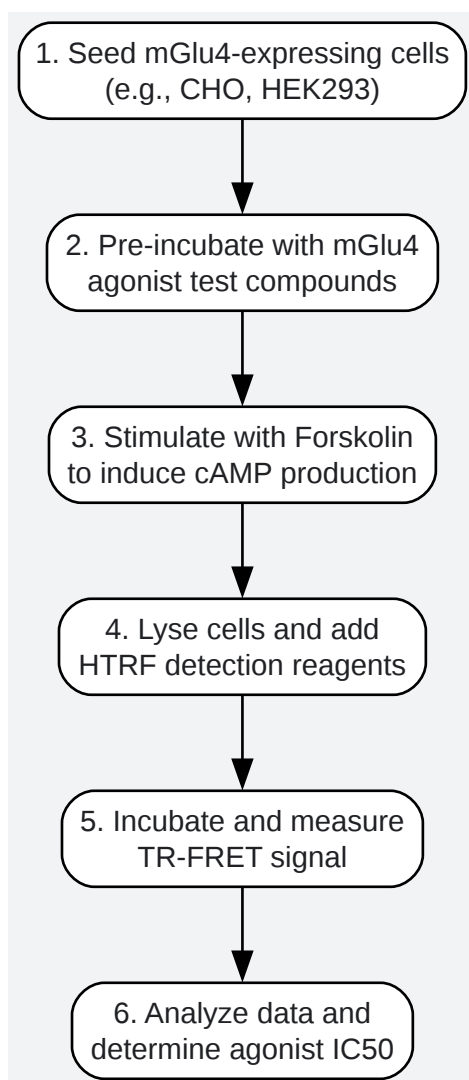 1. Seed mGlu4-expressing cells
(e.g., CHO, HEK293)
2. Pre-incubate with mGlu4
agonist test compounds
3. Stimulate with Forskolin
to induce cAMP production
4. Lyse cells and add
HTRF detection reagents
5. Incubate and measure
TR-FRET signal
6. Analyze data and
determine agonist IC50